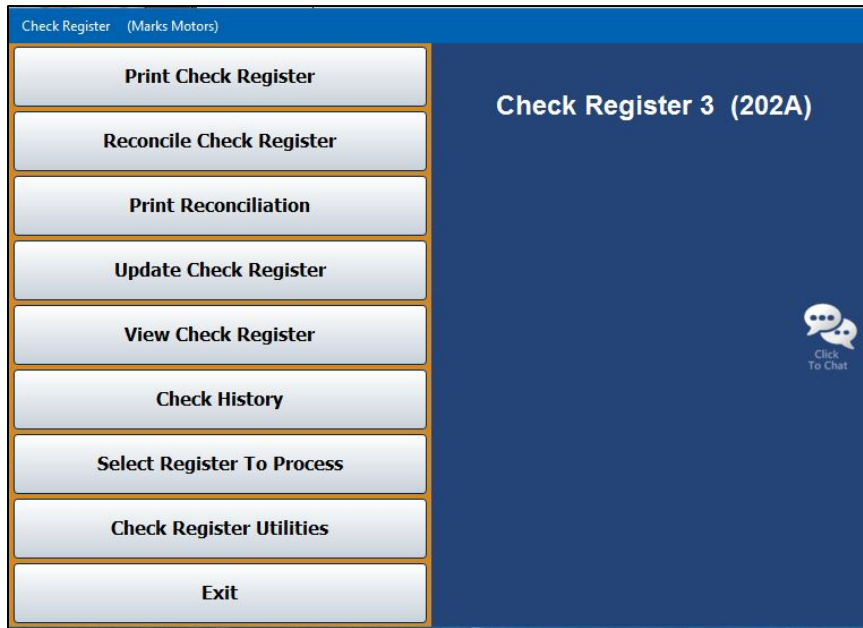 Check Register (Marks Motors)
Print Check Register
Reconcile Check Register
Print Reconciliation
Update Check Register
View Check Register
Check History
Select Register To Process
Check Register Utilities
Exit
Check Register 3 (202A)
Click
To Chat